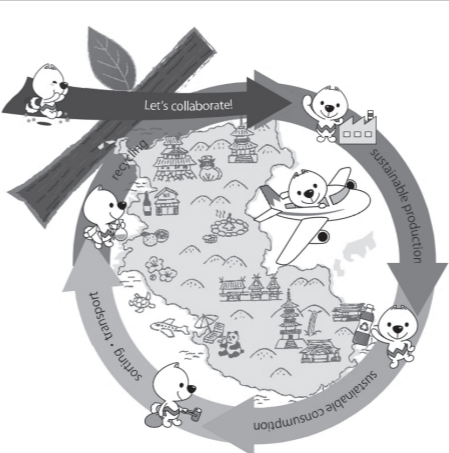 Let's collaborate!
sustainable production
sustainable consumption
sorting・transport
recycling